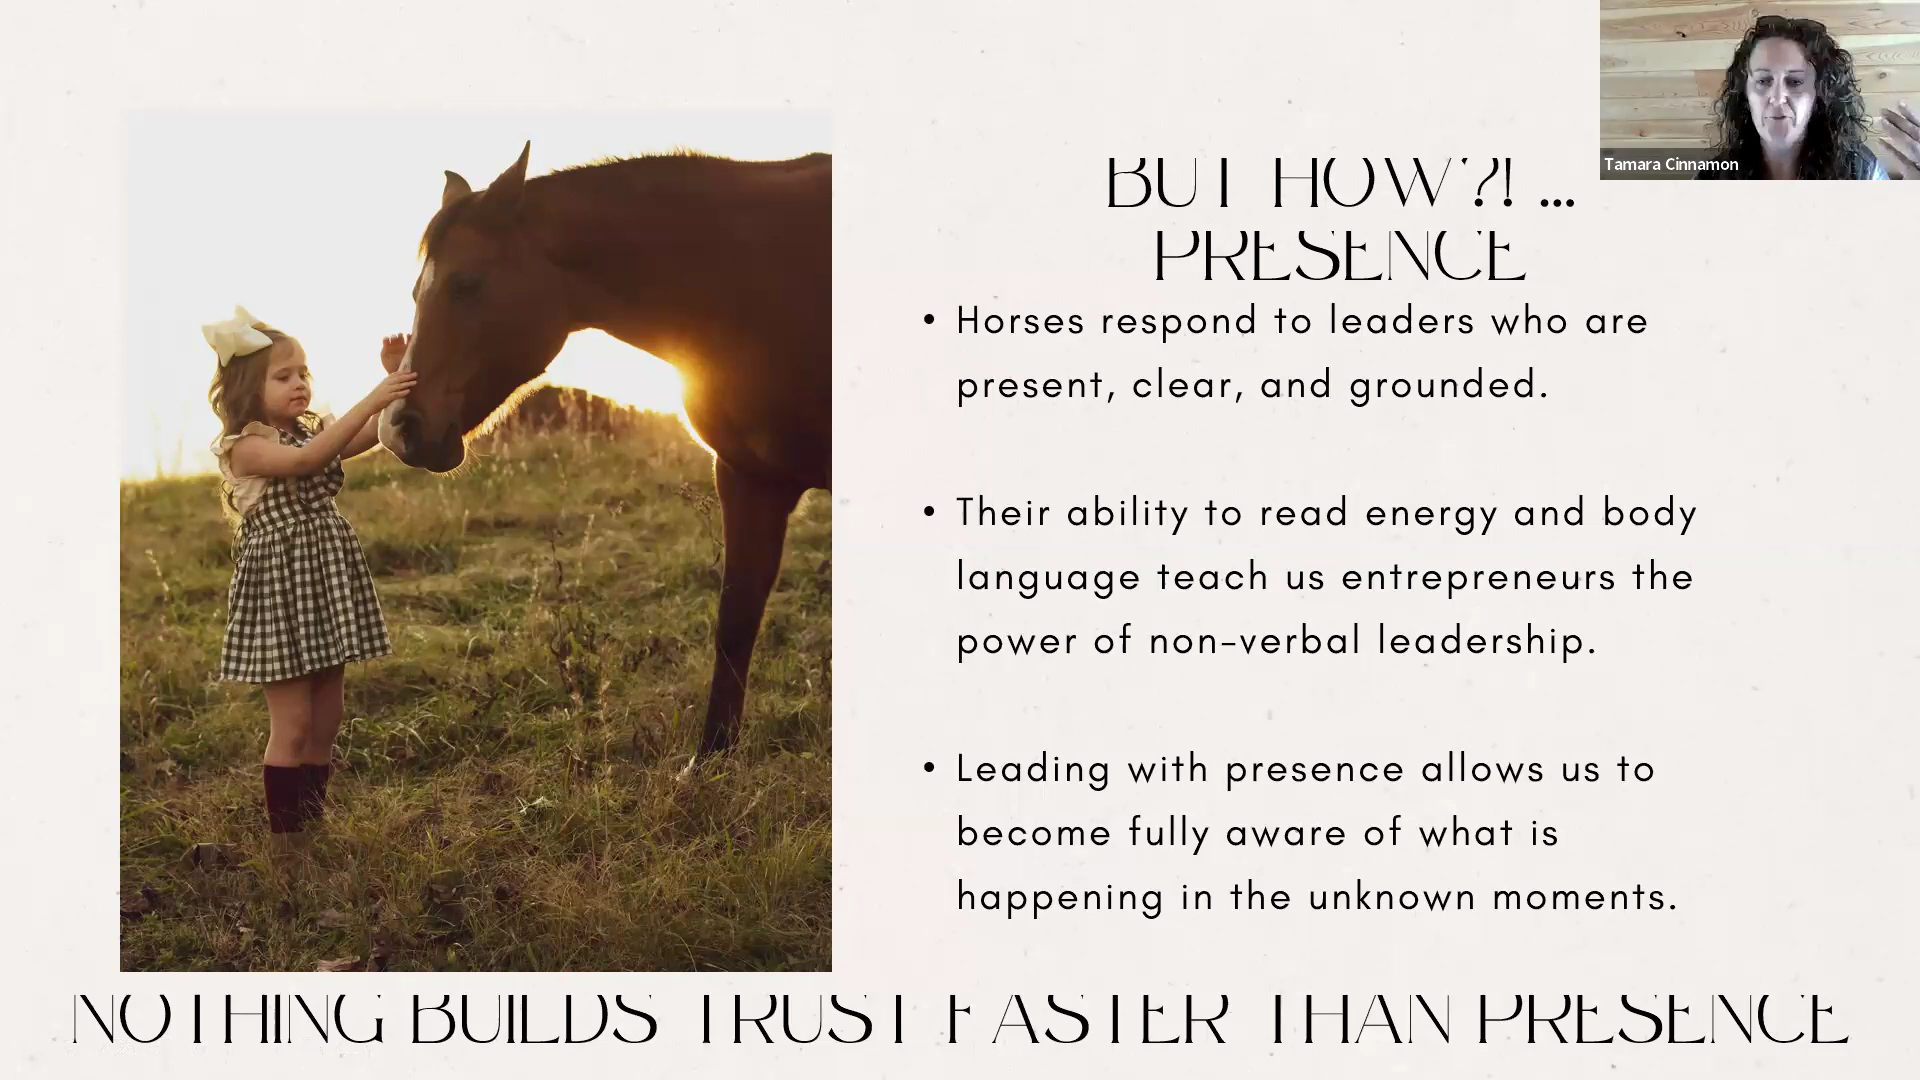 BUT HOW?! ...
PRESENCE
• Horses respond to leaders who are
present, clear, and grounded.
• Their ability to read energy and body
language teach us entrepreneurs the
power of non-verbal leadership.
• Leading with presence allows us to
become fully aware of what is
happening in the unknown moments.
NOTHING BUILDS TRUST FASTER THAN PRESENCE
Tamara Cinnamon